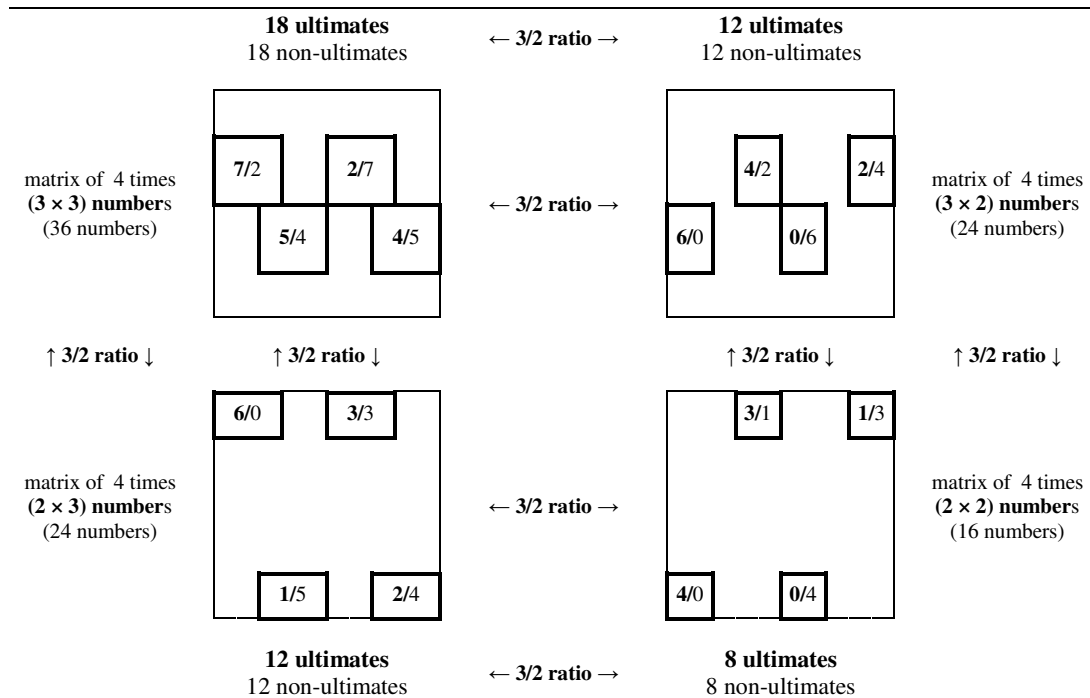 18 ultimates ← 3/2 ratio → 12 ultimates
18 non-ultimates 12 non-ultimates
matrix of 4 times
(3 × 3) numbers
(36 numbers)
7/2 2/7
5/4 4/5
← 3/2 ratio →
4/2 2/4
6/0 0/6
matrix of 4 times
(3 × 2) numbers
(24 numbers)
↑ 3/2 ratio ↓ ↑ 3/2 ratio ↓ ↑ 3/2 ratio ↓ ↑ 3/2 ratio ↓
matrix of 4 times
(2 × 3) numbers
(24 numbers)
6/0 3/3
1/5 2/4
← 3/2 ratio →
3/1 1/3
4/0 0/4
matrix of 4 times
(2 × 2) numbers
(16 numbers)
12 ultimates ← 3/2 ratio → 8 ultimates
12 non-ultimates 8 non-ultimates